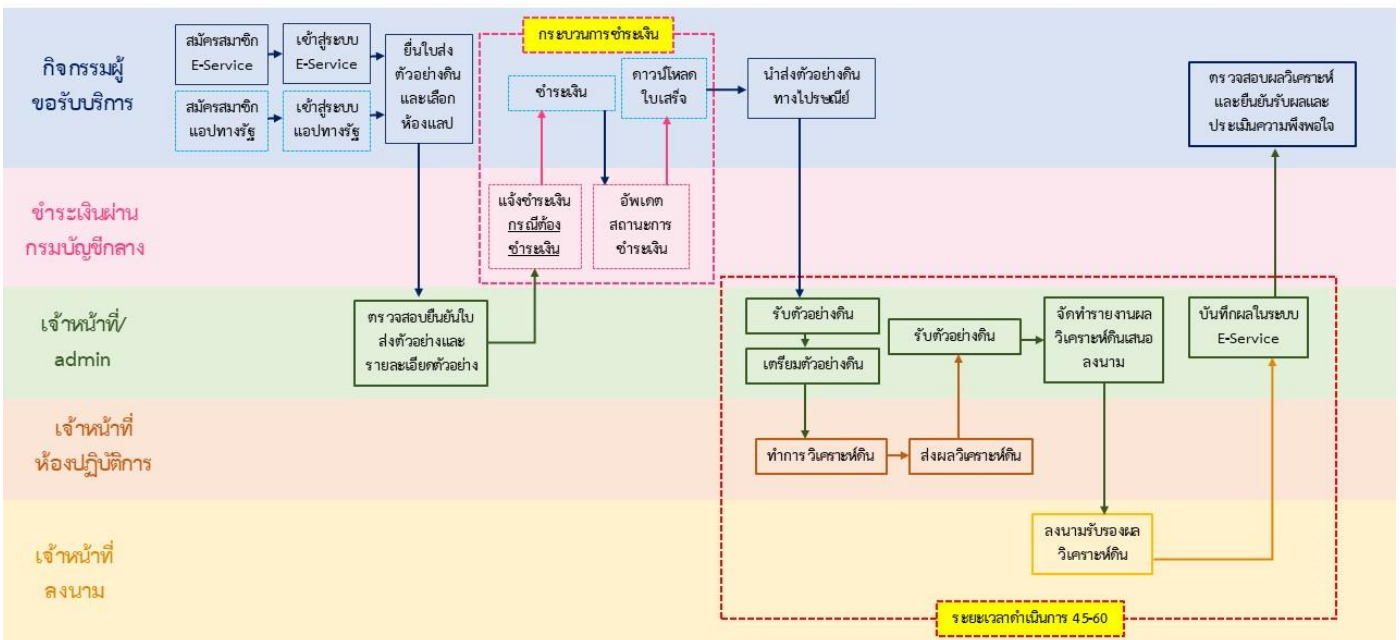 กิจกรรมผู้
ขอรับบริการ
สมัครสมาชิก
E-Service
เข้าสู่ระบบ
E-Service
สมัครสมาชิก
แอปทางรัฐ
เข้าสู่ระบบ
แอปทางรัฐ
ยื่นใบส่ง
ตัวอย่างดิน
และเลือก
ห้องแลป
กระบวนการชำระเงิน
ชำระเงิน
ดาวน์โหลด
ใบเสร็จ
นำส่งตัวอย่างดิน
ทางไปรษณีย์
ตรวจสอบผลวิเคราะห์
และยืนยันรับผลและ
ประเมินความพึงพอใจ
ชำระเงินผ่าน
กรมบัญชีกลาง
แจ้งชำระเงิน
กรณีต้อง
ชำระเงิน
อัพเดต
สถานะการ
ชำระเงิน
เจ้าหน้าที่/
admin
ตรวจสอบยืนยันใบ
ส่งตัวอย่างและ
รายละเอียดตัวอย่าง
รับตัวอย่างดิน
เตรียมตัวอย่างดิน
รับตัวอย่างดิน
จัดทำรายงานผล
วิเคราะห์ดินเสนอ
ลงนาม
บันทึกผลในระบบ
E-Service
เจ้าหน้าที่
ห้องปฏิบัติการ
ทำการวิเคราะห์ดิน
ส่งผลวิเคราะห์ดิน
เจ้าหน้าที่
ลงนาม
ลงนามรับรองผล
วิเคราะห์ดิน
ระยะเวลาดำเนินการ 45-60